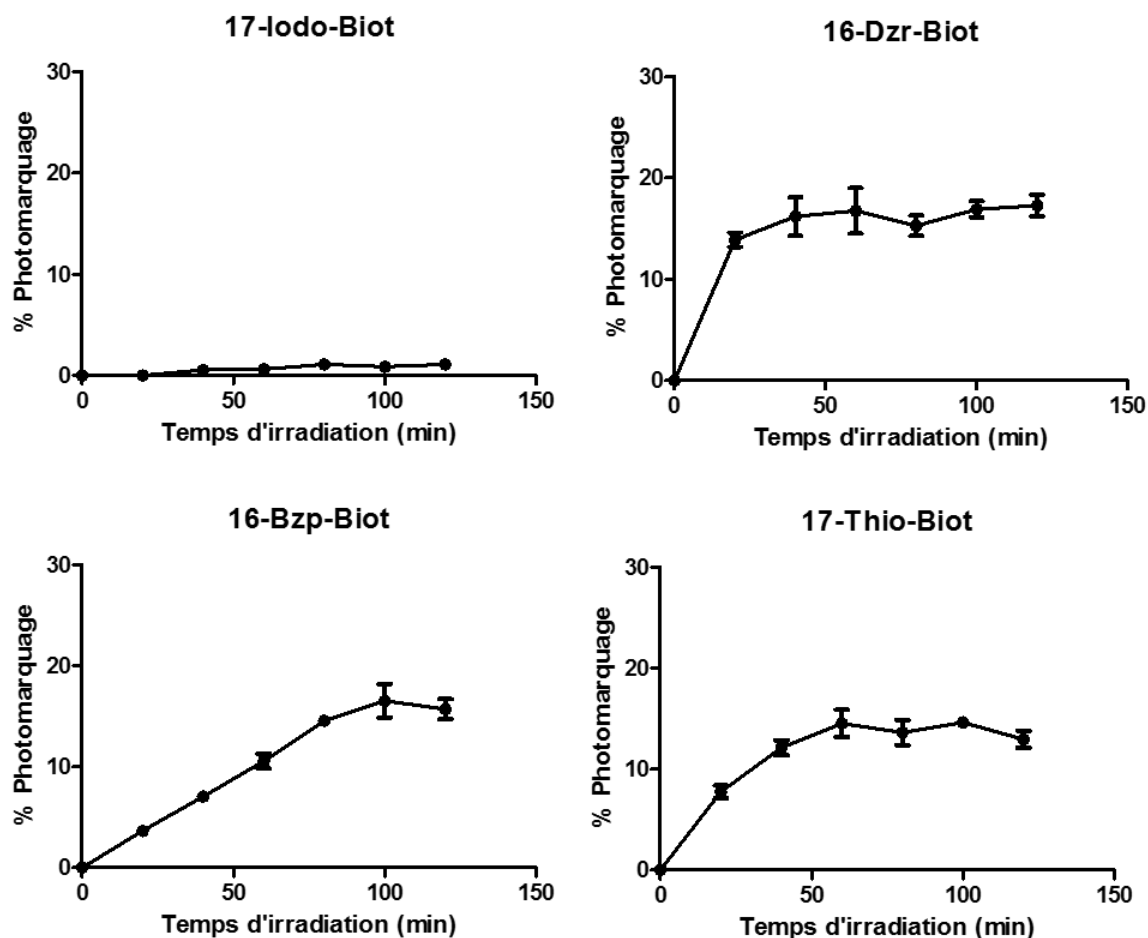 17-Iodo-Biot
% Photomarquage
30
20
10
0
0 50 100 150
Temps d'irradiation (min)
16-Dzr-Biot
% Photomarquage
30
20
10
0
0 50 100 150
Temps d'irradiation (min)
16-Bzp-Biot
% Photomarquage
30
20
10
0
0 50 100 150
Temps d'irradiation (min)
17-Thio-Biot
% Photomarquage
30
20
10
0
0 50 100 150
Temps d'irradiation (min)